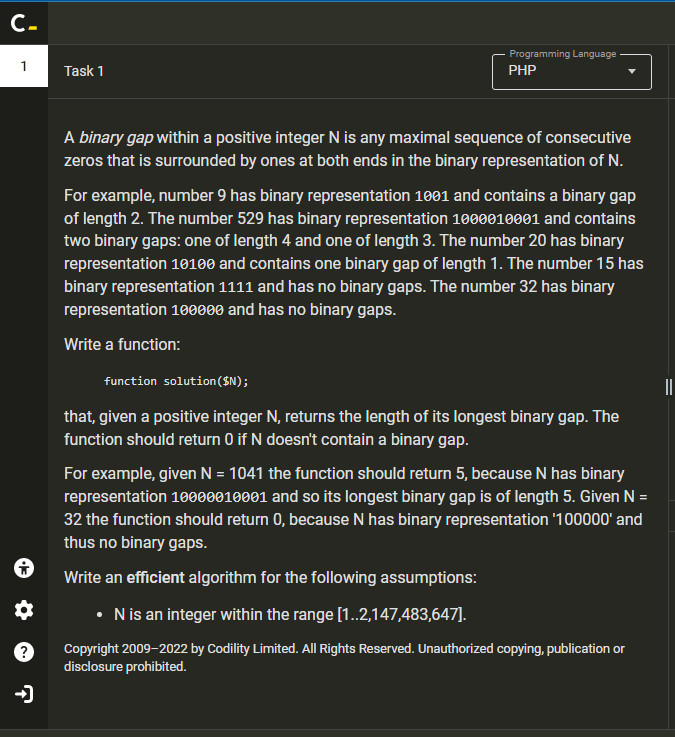 C_
1
Task 1
Programming Language
PHP
A binary gap within a positive integer N is any maximal sequence of consecutive
zeros that is surrounded by ones at both ends in the binary representation of N.
For example, number 9 has binary representation 1001 and contains a binary gap
of length 2. The number 529 has binary representation 1000010001 and contains
two binary gaps: one of length 4 and one of length 3. The number 20 has binary
representation 10100 and contains one binary gap of length 1. The number 15 has
binary representation 1111 and has no binary gaps. The number 32 has binary
representation 100000 and has no binary gaps.
Write a function:
function solution($N);
that, given a positive integer N, returns the length of its longest binary gap. The
function should return 0 if N doesn't contain a binary gap.
For example, given N = 1041 the function should return 5, because N has binary
representation 10000010001 and so its longest binary gap is of length 5. Given N =
32 the function should return 0, because N has binary representation '100000' and
thus no binary gaps.
Write an efficient algorithm for the following assumptions:
• N is an integer within the range [1..2,147,483,647].
Copyright 2009–2022 by Codility Limited. All Rights Reserved. Unauthorized copying, publication or
disclosure prohibited.